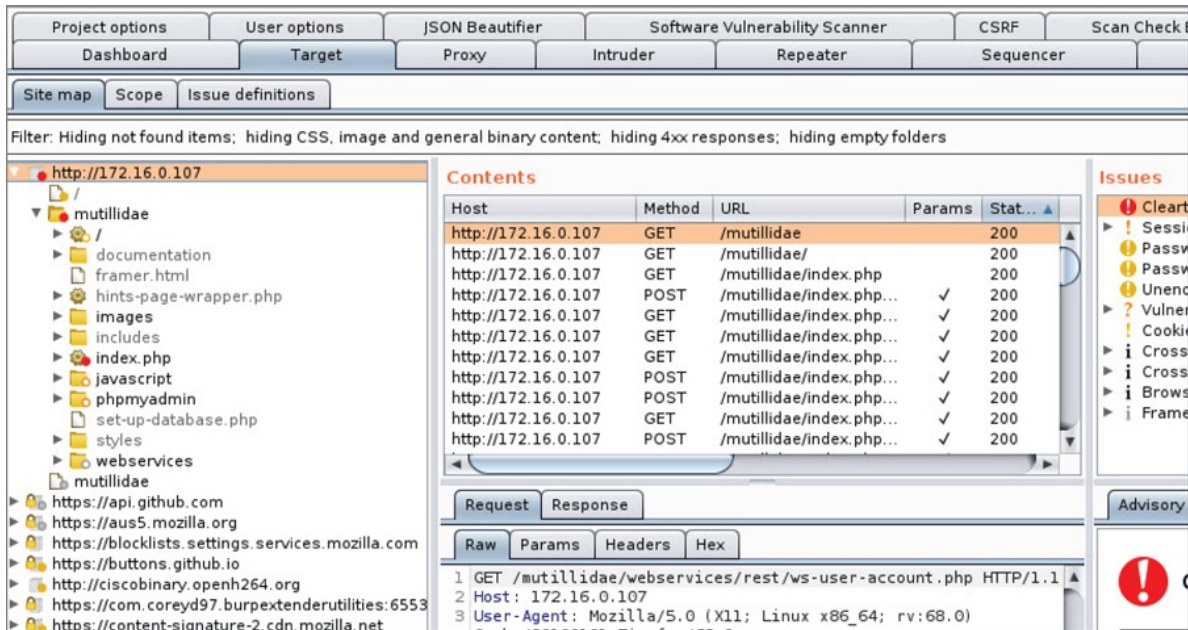 Project options User options JSON Beautifier Software Vulnerability Scanner CSRF Scan Check
Dashboard Target Proxy Intruder Repeater Sequencer
Site map Scope Issue definitions
Filter: Hiding not found items; hiding CSS, image and general binary content; hiding 4xx responses; hiding empty folders
http://172.16.0.107
/
mutillidae
/
documentation
framer.html
hints-page-wrapper.php
images
includes
index.php
javascript
phpmyadmin
set-up-database.php
styles
webservices
mutillidae
https://api.github.com
https://aus5.mozilla.org
https://blocklists.settings.services.mozilla.com
https://buttons.github.io
http://ciscobinary.openh264.org
https://com.coreyd97.burpextenderutilities:6553
https://content-signature-2.cdn.mozilla.net
Contents
Host Method URL Params Stat...
http://172.16.0.107 GET /mutillidae 200
http://172.16.0.107 GET /mutillidae/ 200
http://172.16.0.107 GET /mutillidae/index.php 200
http://172.16.0.107 POST /mutillidae/index.php... ✓ 200
http://172.16.0.107 GET /mutillidae/index.php... ✓ 200
http://172.16.0.107 GET /mutillidae/index.php... ✓ 200
http://172.16.0.107 GET /mutillidae/index.php... ✓ 200
http://172.16.0.107 POST /mutillidae/index.php... ✓ 200
http://172.16.0.107 POST /mutillidae/index.php... ✓ 200
http://172.16.0.107 GET /mutillidae/index.php... ✓ 200
http://172.16.0.107 POST /mutillidae/index.php... ✓ 200
Request Response
Raw Params Headers Hex
1 GET /mutillidae/webservices/rest/ws-user-account.php HTTP/1.1
2 Host: 172.16.0.107
3 User-Agent: Mozilla/5.0 (X11; Linux x86_64; rv:68.0)
Issues
Cleart
Sessi
Passw
Passw
Unenc
Vulner
Cooki
Cross
Cross
Brows
Frame
Advisory